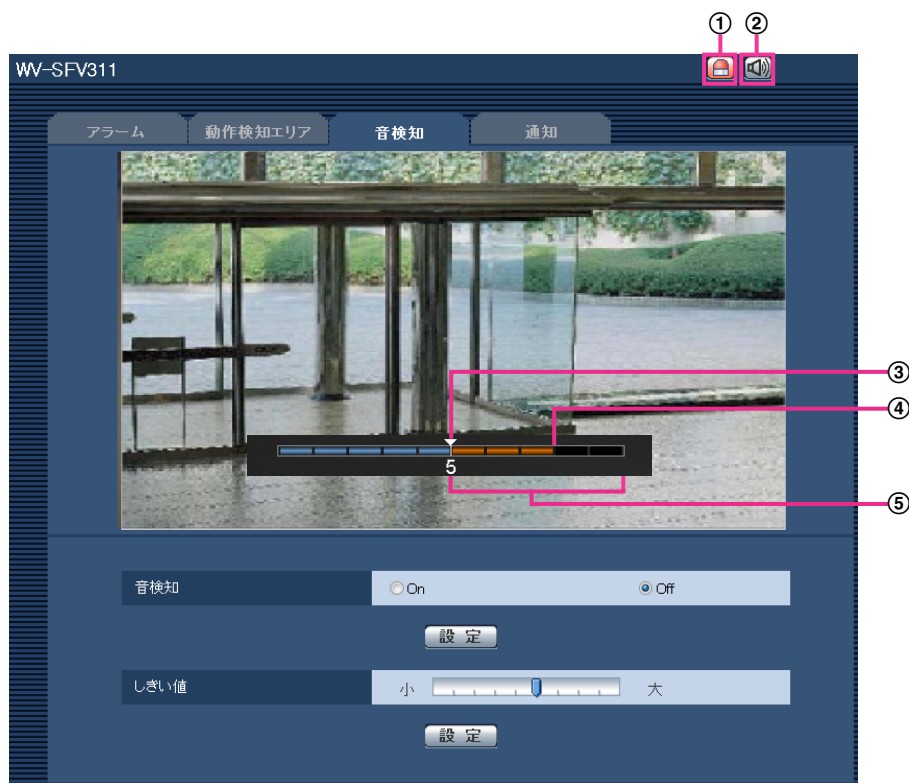 ① ②
WV-SFV311
アラーム 動作検知エリア 音検知 通知
③
④
5
⑤
音検知 On Off
設 定
しきい値 小 大
設 定